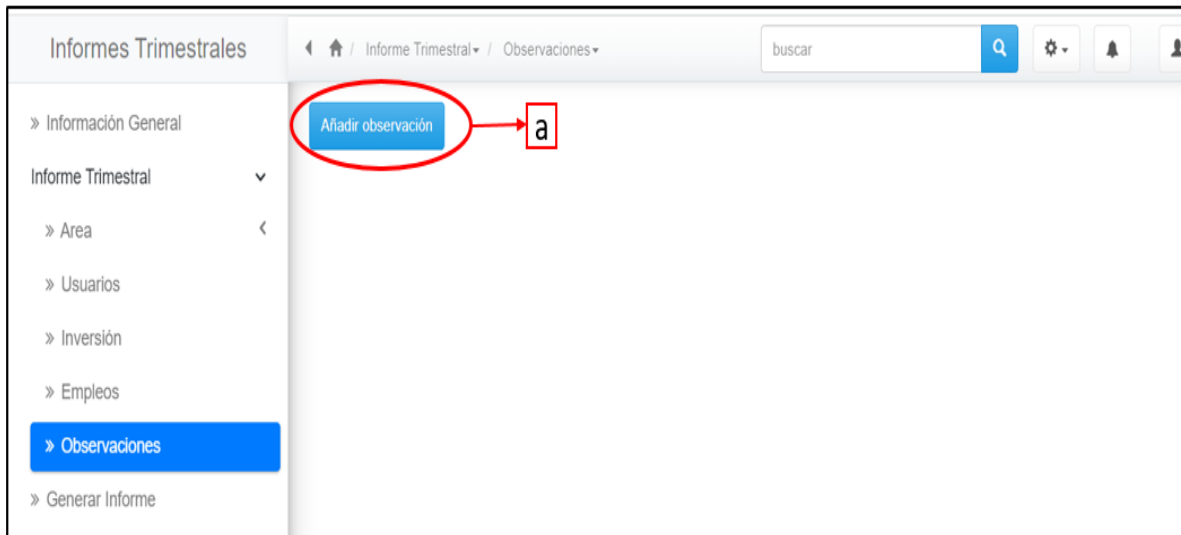 Informes Trimestrales
/ Informe Trimestral / Observaciones
buscar
Añadir observación
a
» Información General
Informe Trimestral
» Area
» Usuarios
» Inversión
» Empleos
» Observaciones
» Generar Informe